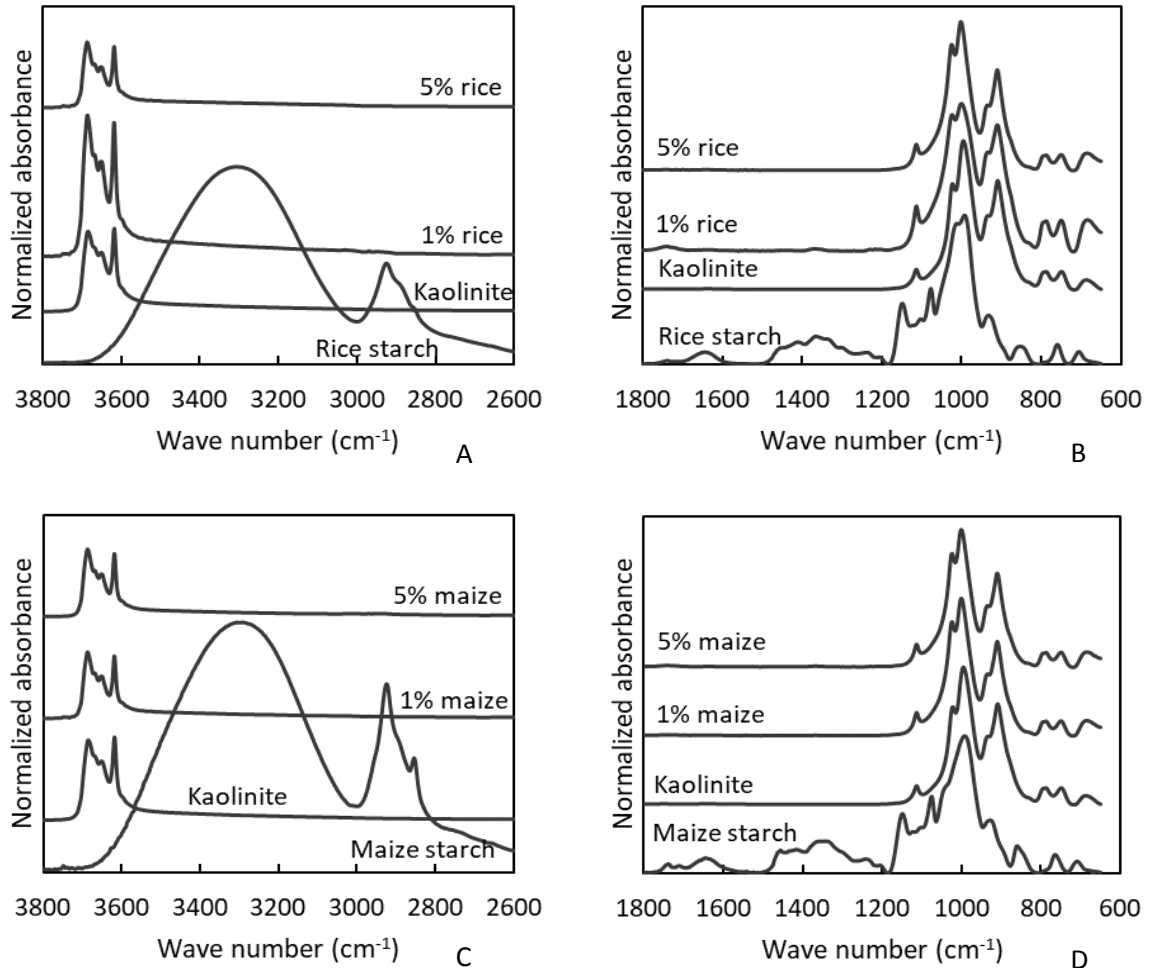 Normalized absorbance
5% rice
1% rice
Kaolinite
Rice starch
3800 3600 3400 3200 3000 2800 2600
Wave number (cm-1)
A
Normalized absorbance
5% rice
1% rice
Kaolinite
Rice starch
1800 1600 1400 1200 1000 800 600
Wave number (cm-1)
B
Normalized absorbance
5% maize
1% maize
Kaolinite
Maize starch
3800 3600 3400 3200 3000 2800 2600
Wave number (cm-1)
C
Normalized absorbance
5% maize
1% maize
Kaolinite
Maize starch
1800 1600 1400 1200 1000 800 600
Wave number (cm-1)
D